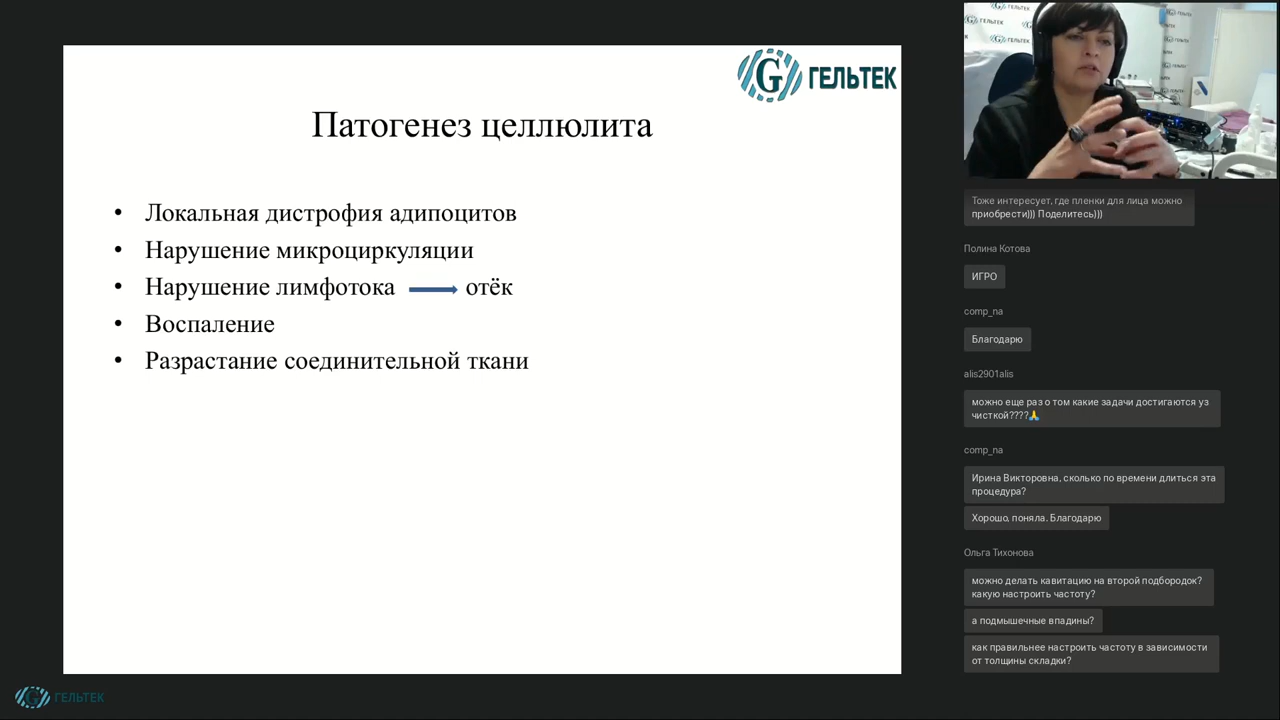 ГЕЛЬТЕК
Патогенез целлюлита
• Локальная дистрофия адипоцитов
• Нарушение микроциркуляции
• Нарушение лимфотока отёк
• Воспаление
• Разрастание соединительной ткани
ГЕЛЬТЕК
ГЕЛЬТЕК
ГЕЛЬТЕК
Тоже интересует, где пленки для лица можно
приобрести))) Поделитесь)))
Полина Котова
ИГРО
comp_na
Благодарю
alis2901alis
можно еще раз о том какие задачи достигаются уз
чисткой????🙏
comp_na
Ирина Викторовна, сколько по времени длиться эта
процедура?
Хорошо, поняла. Благодарю
Ольга Тихонова
можно делать кавитацию на второй подбородок?
какую настроить частоту?
а подмышечные впадины?
как правильнее настроить частоту в зависимости
от толщины складки?
ГЕЛЬТЕК